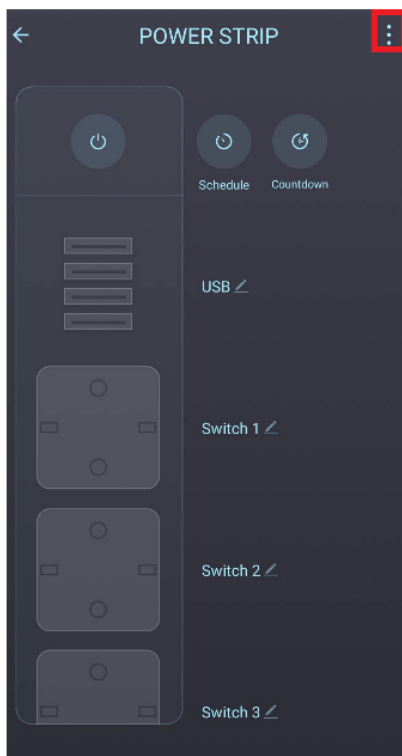 POWER STRIP
Schedule Countdown
USB
Switch 1
Switch 2
Switch 3